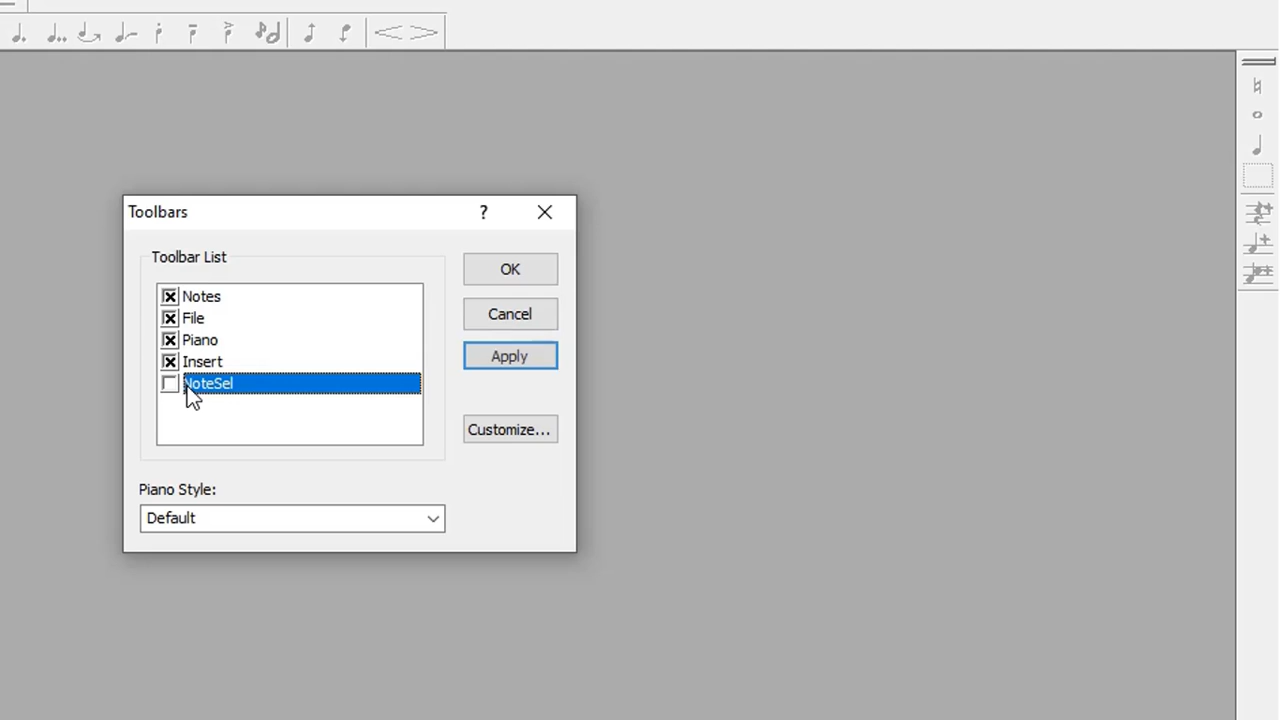 Toolbars
?
Toolbar List
OK
Notes
File
Cancel
Piano
Apply
Insert
NoteSel
Customize...
Piano Style:
Default